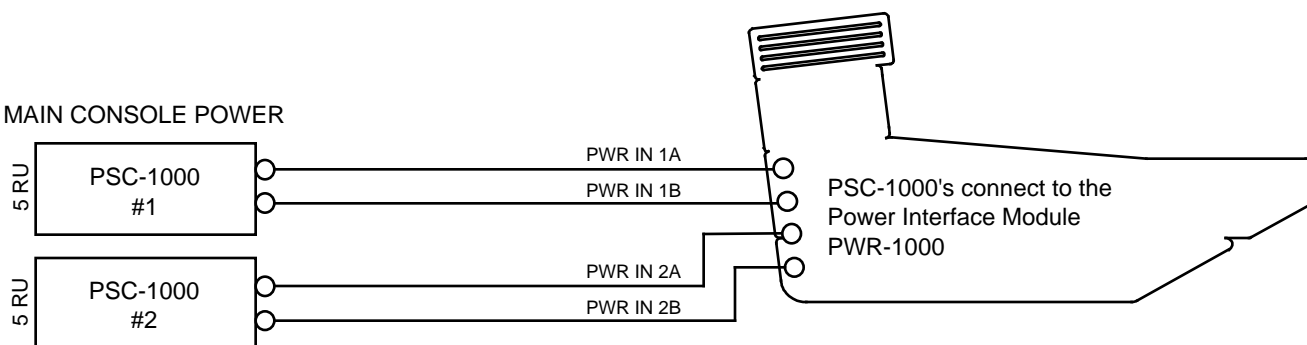 MAIN CONSOLE POWER
5 RU
PSC-1000
#1
PWR IN 1A
PWR IN 1B
PSC-1000's connect to the
Power Interface Module
PWR-1000
5 RU
PSC-1000
#2
PWR IN 2A
PWR IN 2B